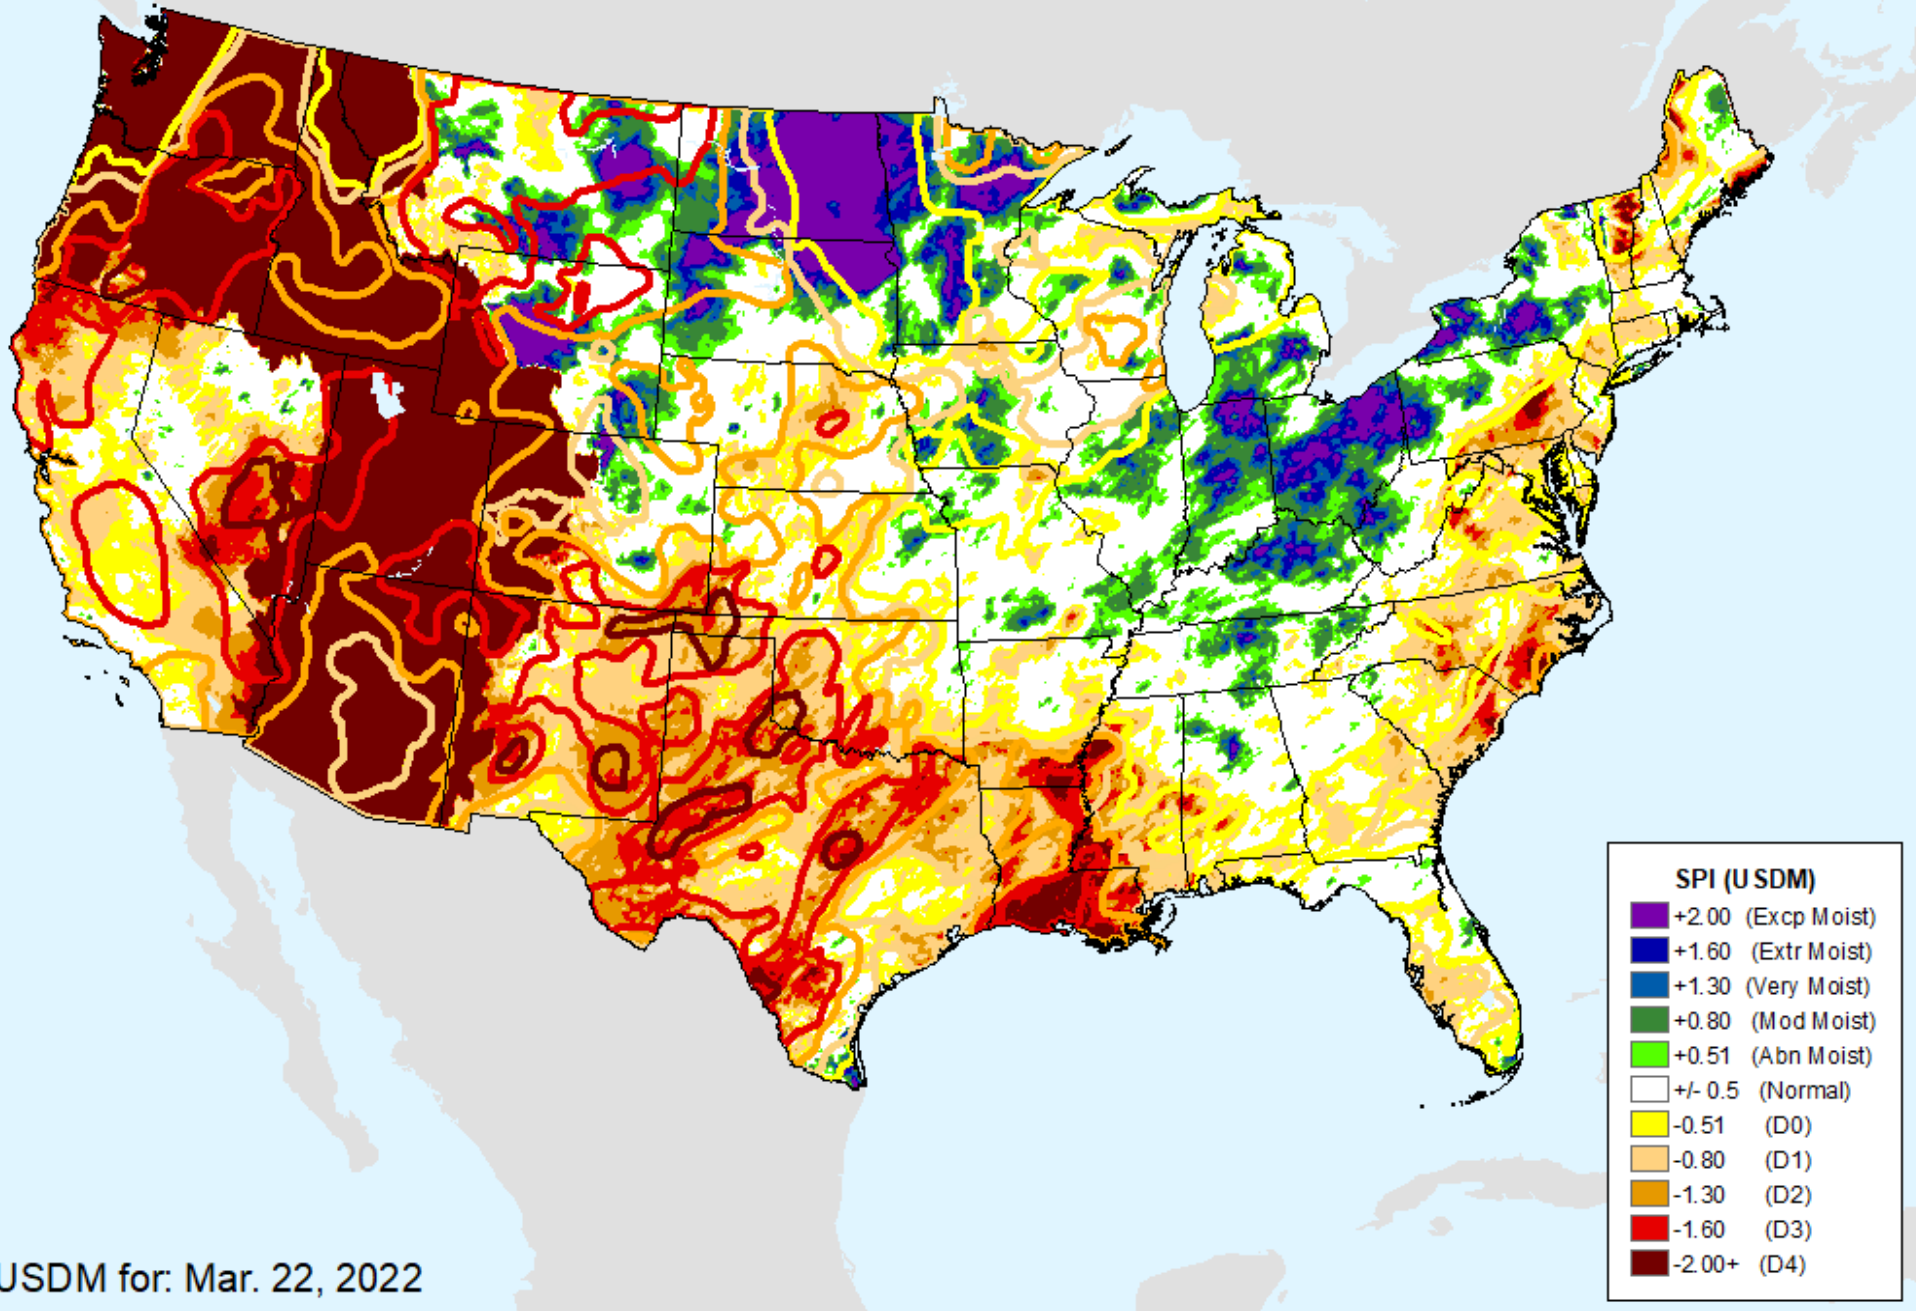 SPI (USDM)
+2.00 (Excp Moist)
+1.60 (Extr Moist)
+1.30 (Very Moist)
+0.80 (Mod Moist)
+0.51 (Abn Moist)
+/- 0.5 (Normal)
-0.51 (D0)
-0.80 (D1)
-1.30 (D2)
-1.60 (D3)
-2.00+ (D4)
USDM for: Mar. 22, 2022